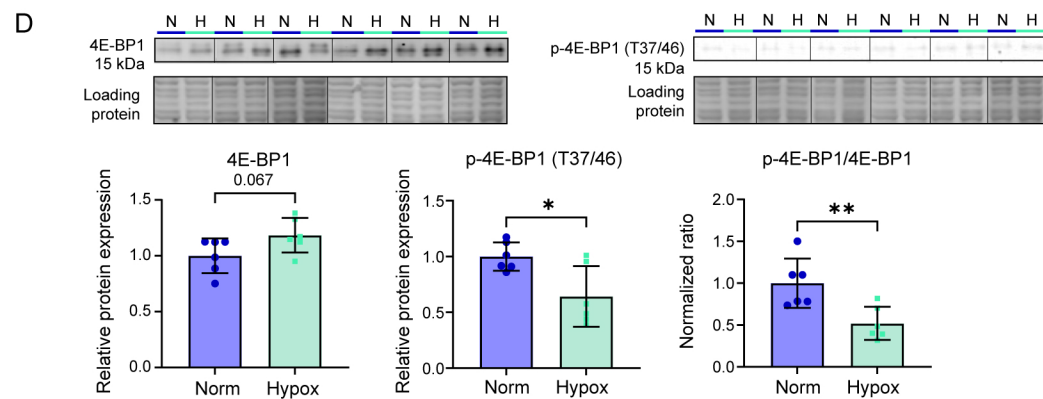 D
N H N H N H N H N H N H
4E-BP1
15 kDa
Loading
protein
N H N H N H N H N H N H
p-4E-BP1 (T37/46)
15 kDa
Loading
protein
4E-BP1
0.067
Relative protein expression
1.5
1.0
0.5
0.0
Norm Hypox
p-4E-BP1 (T37/46)
*
Relative protein expression
1.5
1.0
0.5
0.0
Norm Hypox
p-4E-BP1/4E-BP1
**
Normalized ratio
2.0
1.5
1.0
0.5
0.0
Norm Hypox